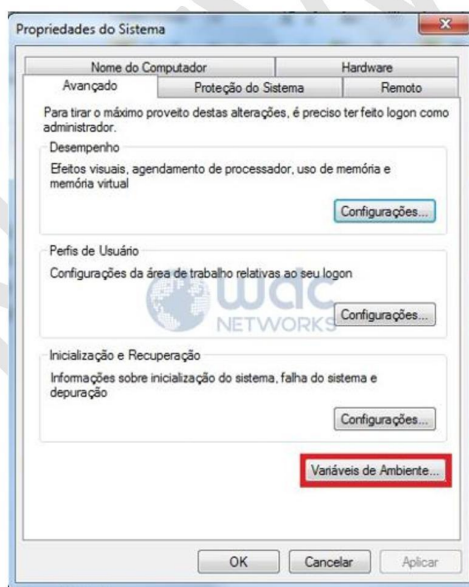 Propriedades do Sistema
Nome do Computador
Hardware
Avançado
Proteção do Sistema
Remoto
Para tirar o máximo proveito destas alterações, é preciso ter feito logon como
administrador.
Desempenho
Efeitos visuais, agendamento de processador, uso de memória e
memória virtual
Configurações...
Perfis de Usuário
Configurações da área de trabalho relativas ao seu logon
wdc
NETWORKS
Configurações...
Inicialização e Recuperação
Informações sobre inicialização do sistema, falha do sistema e
depuração
Configurações...
Variáveis de Ambiente...
OK
Cancelar
Aplicar